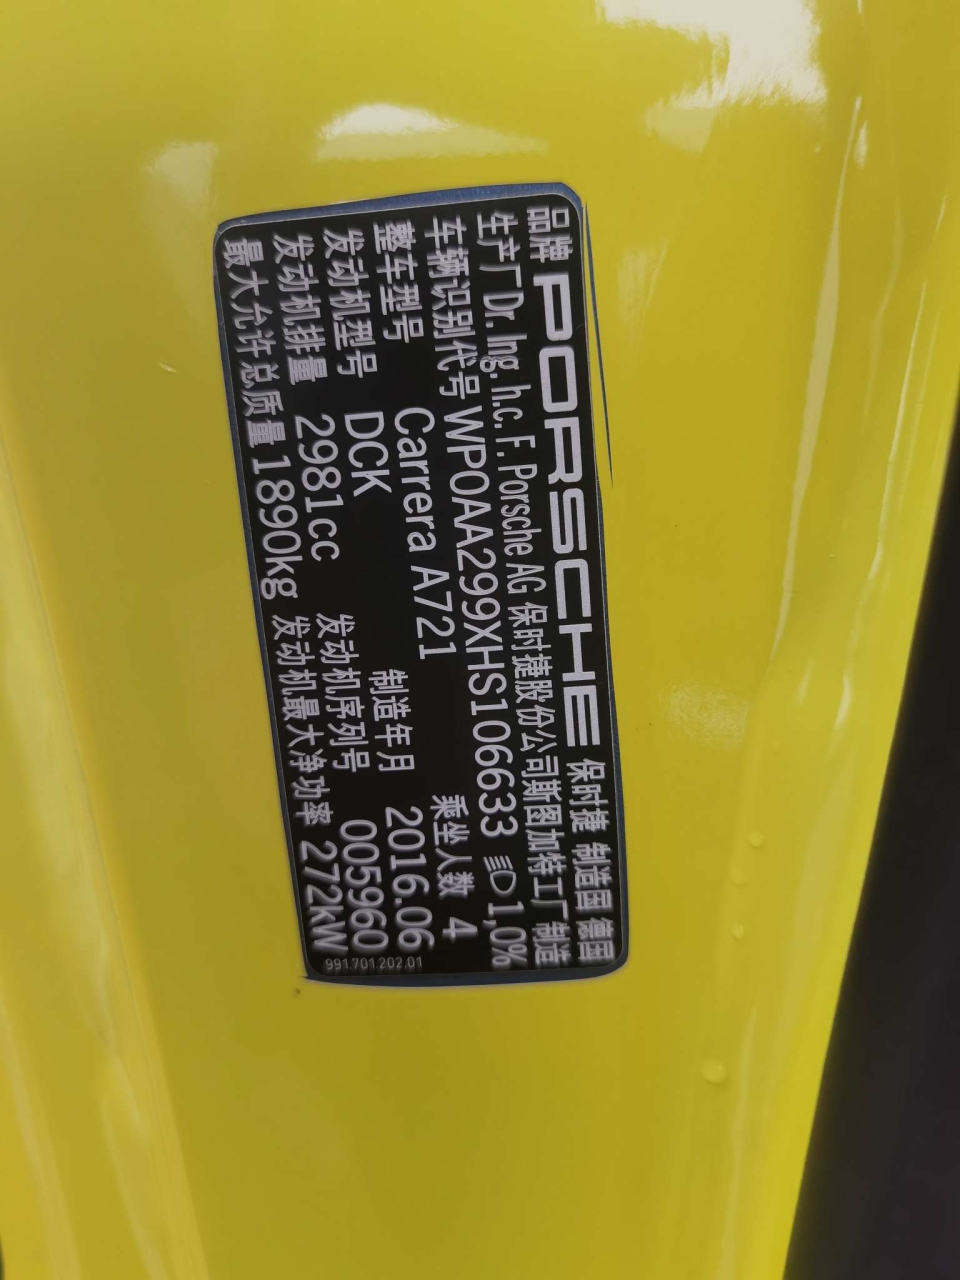 品牌 PORSCHE 保时捷 制造国 德国
生产厂 Dr. Ing. h.c. F. Porsche AG 保时捷股份公司斯图加特工厂 制造
车辆识别代号 WP0AA299XHS106633 1,0%
整车型号 Carrera A721 乘坐人数 4
发动机型号 DCK 制造年月 2016.06
发动机排量 2981cc 发动机序列号 005960
最大允许总质量 1890kg 发动机最大净功率 272kW
991.701.202.01